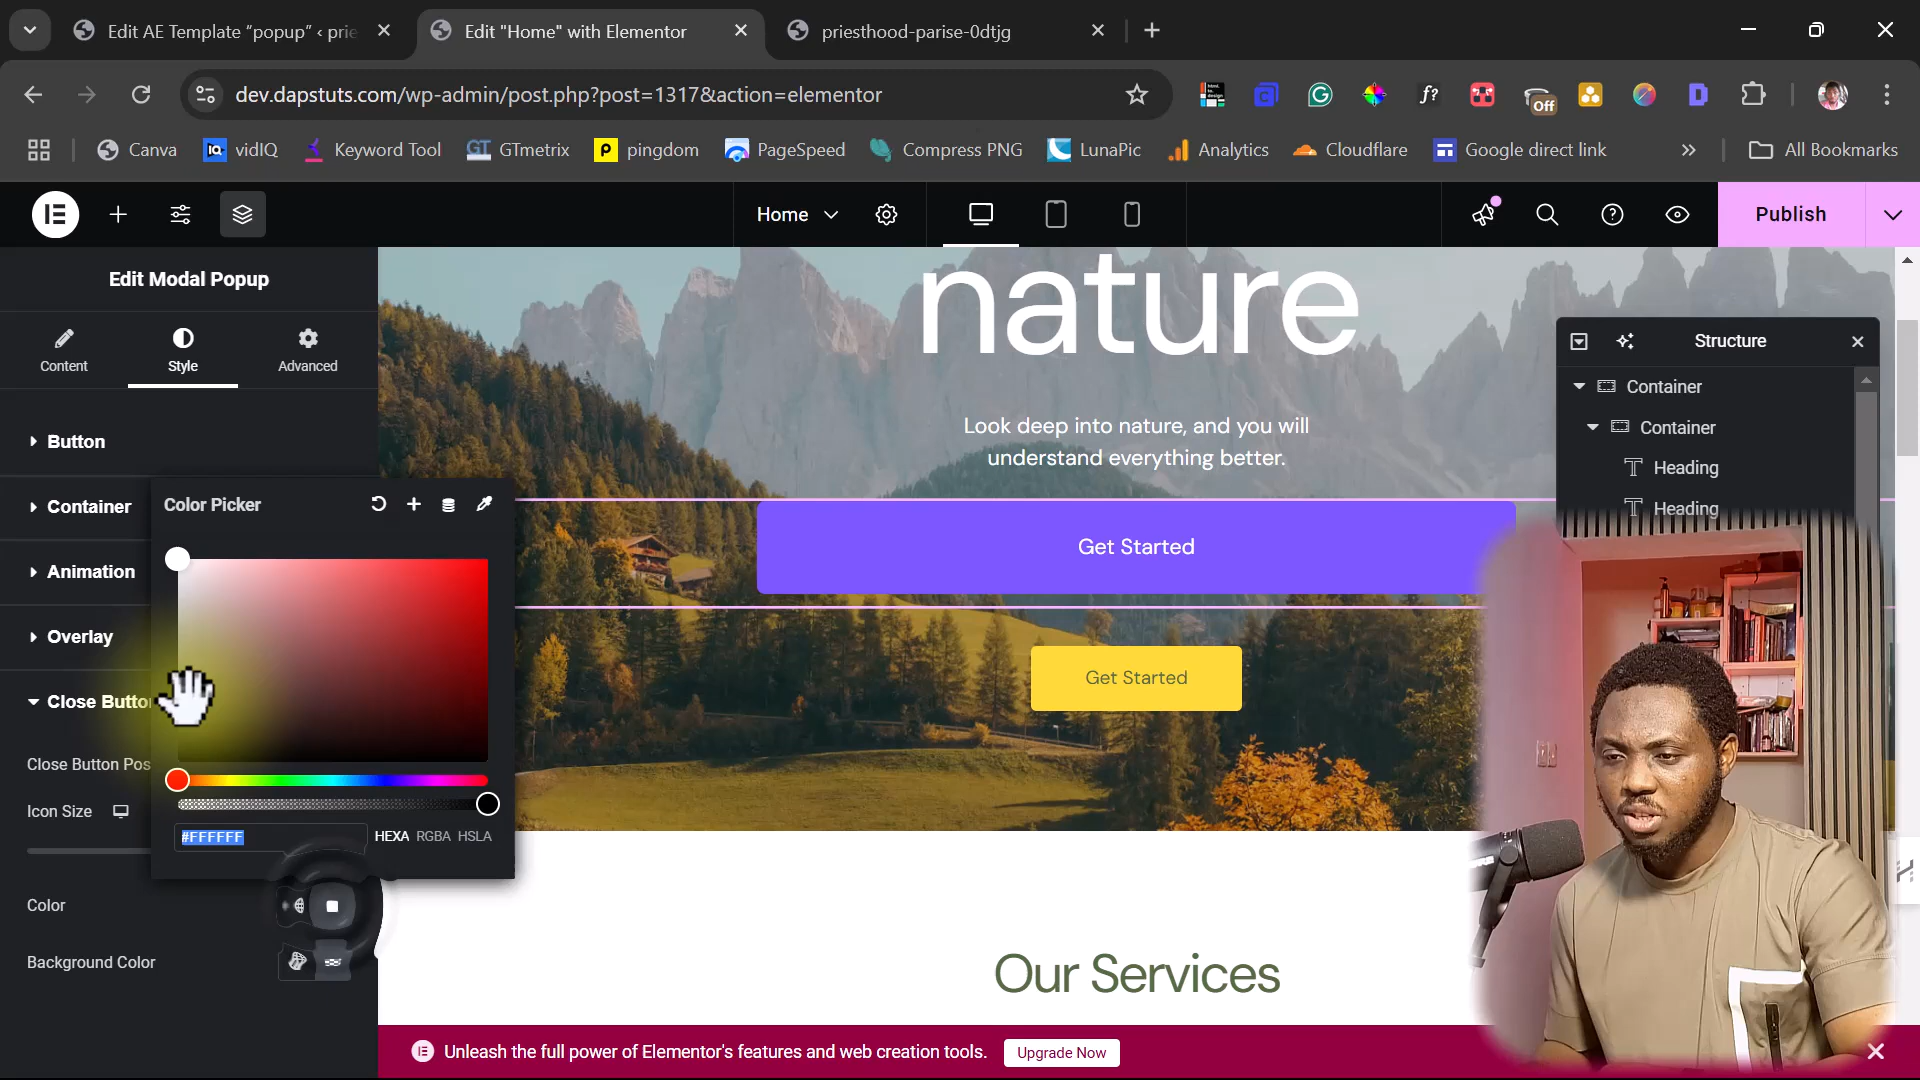 Edit AE Template “popup” ‹ prie
Edit "Home" with Elementor
priesthood-parise-0dtjg
dev.dapstuts.com/wp-admin/post.php?post=1317&action=elementor
f?
Off
Canva
vidIQ
Keyword Tool
GTmetrix
pingdom
PageSpeed
Compress PNG
LunaPic
Analytics
Cloudflare
Google direct link
»
All Bookmarks
Home
Publish
Edit Modal Popup
Content
Style
Advanced
Button
Container
Animation
Overlay
Close Butto
Close Button Pos
Icon Size
Color
Background Color
Color Picker
#FFFFFF
HEXA
RGBA
HSLA
nature
Look deep into nature, and you will
understand everything better.
Get Started
Get Started
Our Services
Structure
Container
Container
Heading
Heading
Unleash the full power of Elementor's features and web creation tools.
Upgrade Now